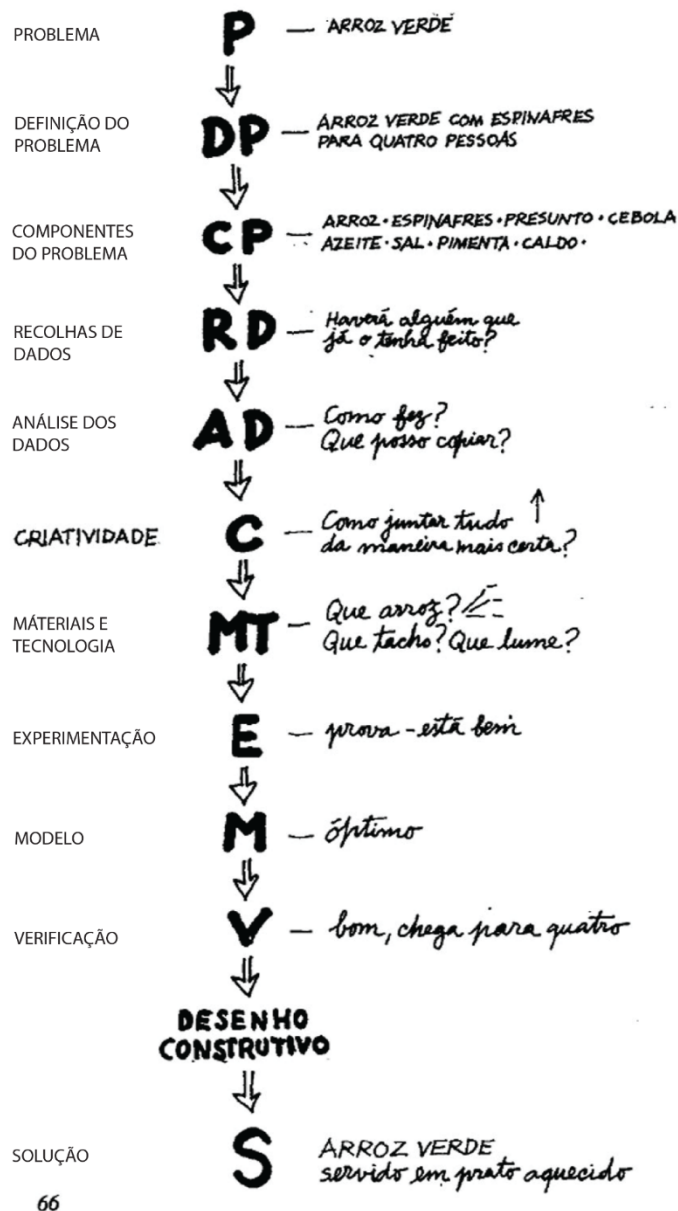 PROBLEMA
P — ARROZ VERDE
DEFINIÇÃO DO
PROBLEMA
DP — ARROZ VERDE COM ESPINAFRES
PARA QUATRO PESSOAS
COMPONENTES
DO PROBLEMA
CP — ARROZ · ESPINAFRES · PRESUNTO · CEBOLA
AZEITE · SAL · PIMENTA · CALDO ·
RECOLHAS DE
DADOS
RD — Haverá alguém que
já o tenha feito?
ANÁLISE DOS
DADOS
AD — Como fez?
Que posso copiar?
CRIATIVIDADE
C — Como juntar tudo
da maneira mais certa?
MÁTERIAIS E
TECNOLOGIA
MT — Que arroz?
Que tacho? Que lume?
EXPERIMENTAÇÃO
E — prova - está bem
MODELO
M — óptimo
VERIFICAÇÃO
V — bom, chega para quatro
DESENHO
CONSTRUTIVO
SOLUÇÃO
S ARROZ VERDE
servido em prato aquecido
66